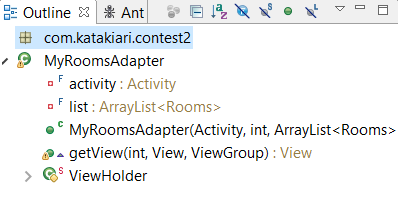 Outline
Ant
com.katakiari.contest2
MyRoomsAdapter
activity : Activity
list : ArrayList<Rooms>
MyRoomsAdapter(Activity, int, ArrayList<Rooms>
getView(int, View, ViewGroup) : View
ViewHolder